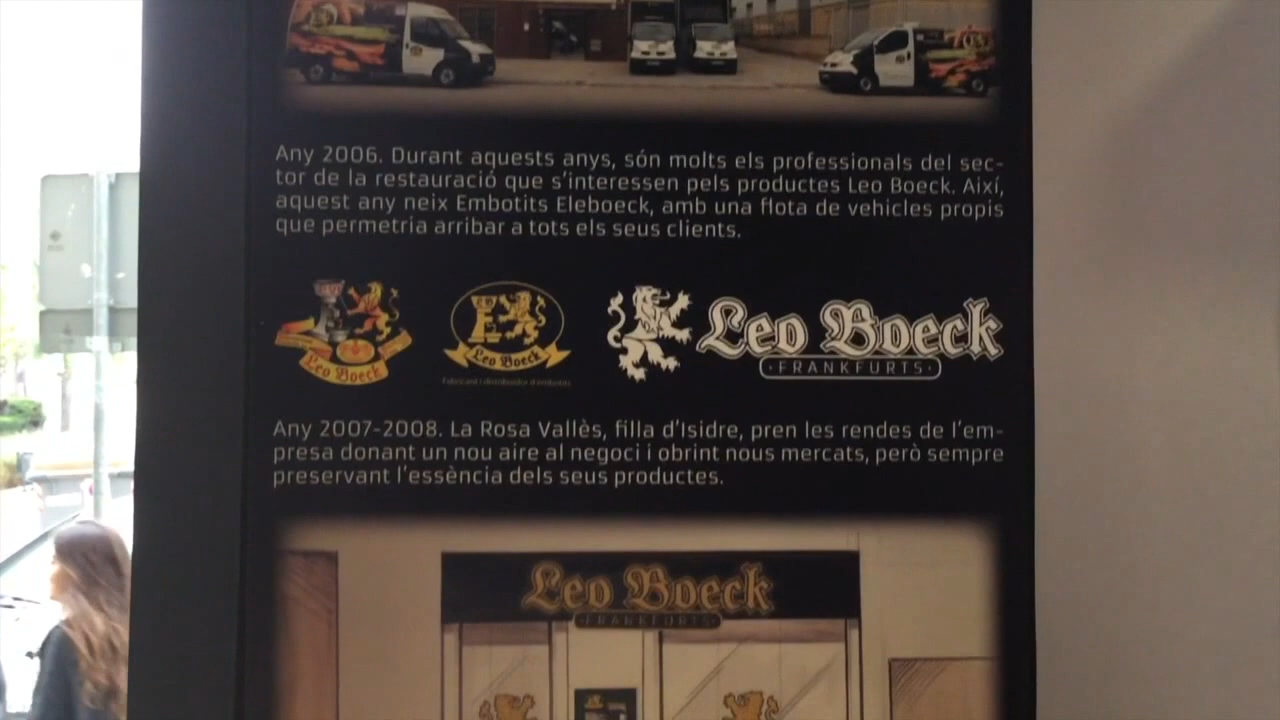 Any 2006. Durant aquests anys, són molts els professionals del sec-
tor de la restauració que s'interessen pels productes Leo Boeck. Així,
aquest any neix Embotits Eleboeck, amb una flota de vehicles propis
que permetria arribar a tots els seus clients.
Leo Boeck
Leo Boeck
Fabricant i distribuïdor d'embotits
Leo Boeck
·FRANKFURTS·
Any 2007-2008. La Rosa Vallès, filla d'Isidre, pren les rendes de l'em-
presa donant un nou aire al negoci i obrint nous mercats, però sempre
preservant l'essència dels seus productes.
Leo Boeck
·FRANKFURTS·